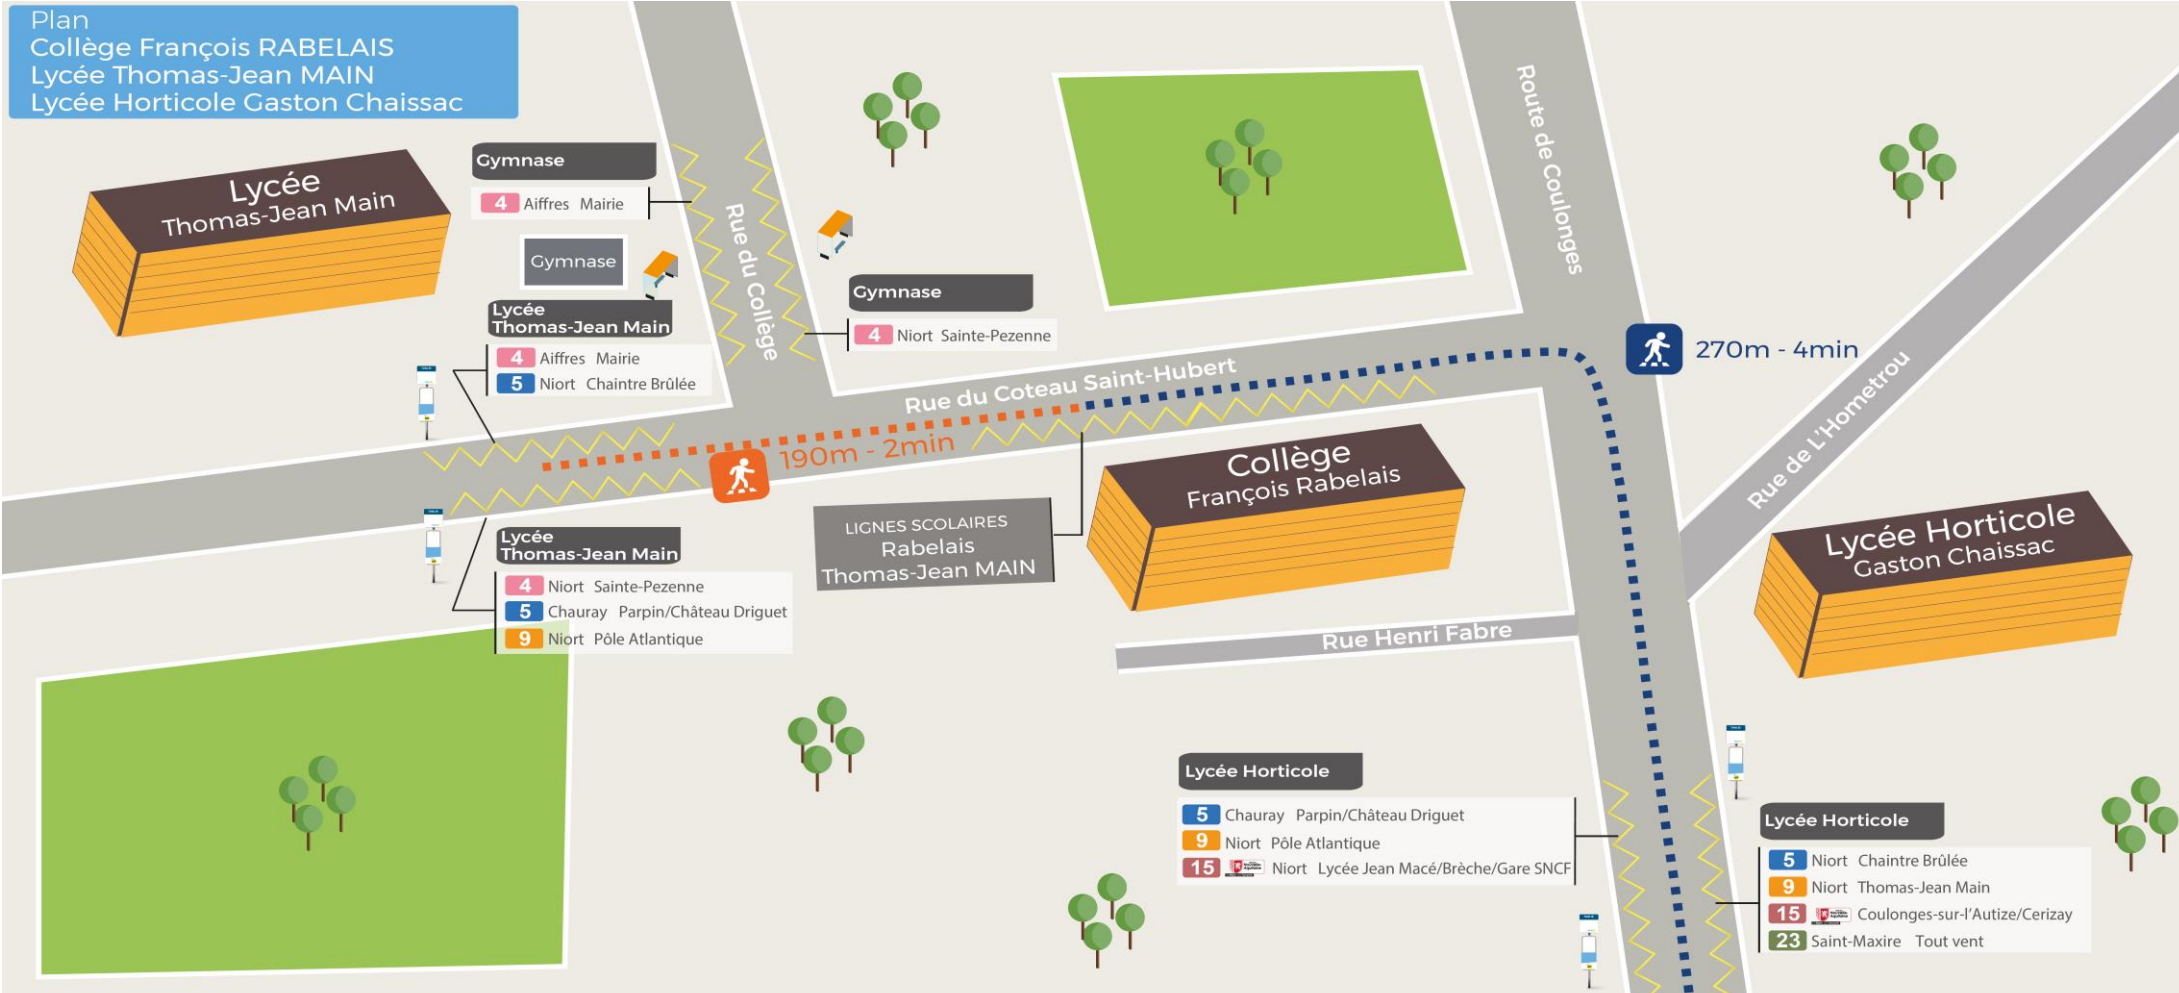 Plan
Collège François RABELAIS
Lycée Thomas-Jean MAIN
Lycée Horticole Gaston Chaissac
Lycée
Thomas-Jean Main
Gymnase
4 Aiffres Mairie
Gymnase
Lycée
Thomas-Jean Main
4 Aiffres Mairie
5 Niort Chaintre Brûlée
Rue du Collège
Gymnase
4 Niort Sainte-Pezenne
Route de Coulonges
270m - 4min
Rue de L'Hometrou
Rue du Coteau Saint-Hubert
190m - 2min
Collège
François Rabelais
LIGNES SCOLAIRES
Rabelais
Thomas-Jean MAIN
Lycée Horticole
Gaston Chaissac
Lycée
Thomas-Jean Main
4 Niort Sainte-Pezenne
5 Chauray Parpin/Château Driguet
9 Niort Pôle Atlantique
Rue Henri Fabre
Lycée Horticole
5 Chauray Parpin/Château Driguet
9 Niort Pôle Atlantique
15 Niort Lycée Jean Macé/Brèche/Gare SNCF
Lycée Horticole
5 Niort Chaintre Brûlée
9 Niort Thomas-Jean Main
15 Coulonges-sur-l'Autize/Cerizay
23 Saint-Maxire Tout vent